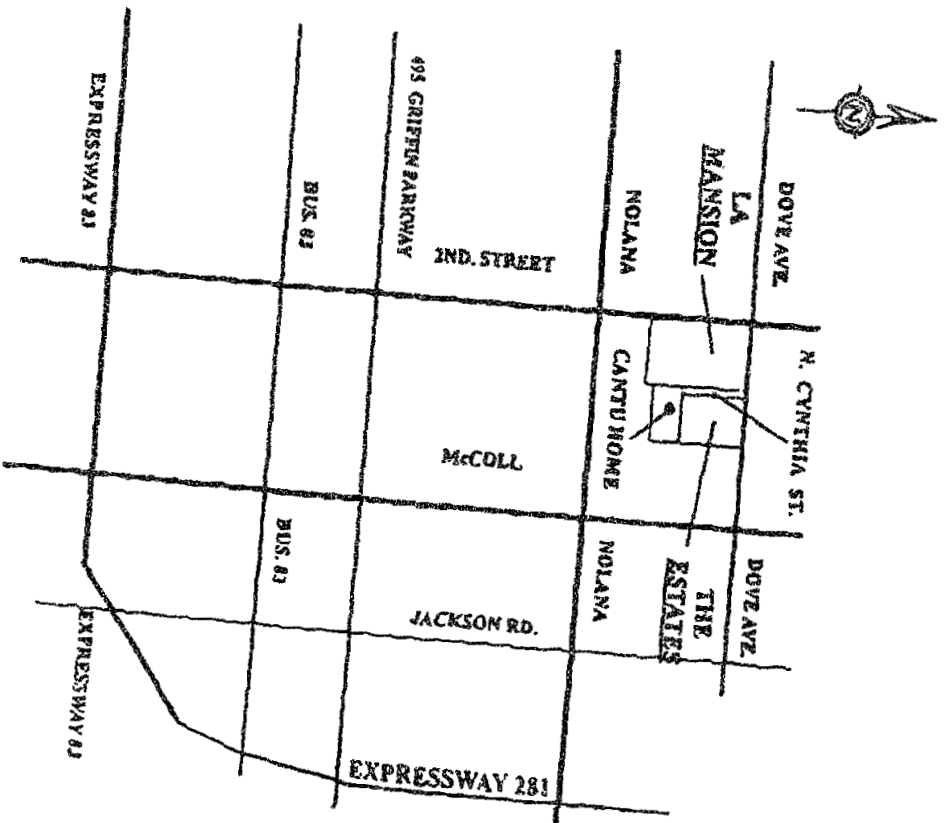 N
DOVE AVE.
N. CYNTHIA ST.
DOVE AVE.
LA
MANSION
THE
ESTATES
NOLANA
CANTU HOME
NOLANA
495 GRIFFIN PARKWAY
2ND. STREET
McCOLL
JACKSON RD.
EXPRESSWAY 281
BUS. 83
BUS. 83
EXPRESSWAY 83
EXPRESSWAY 83